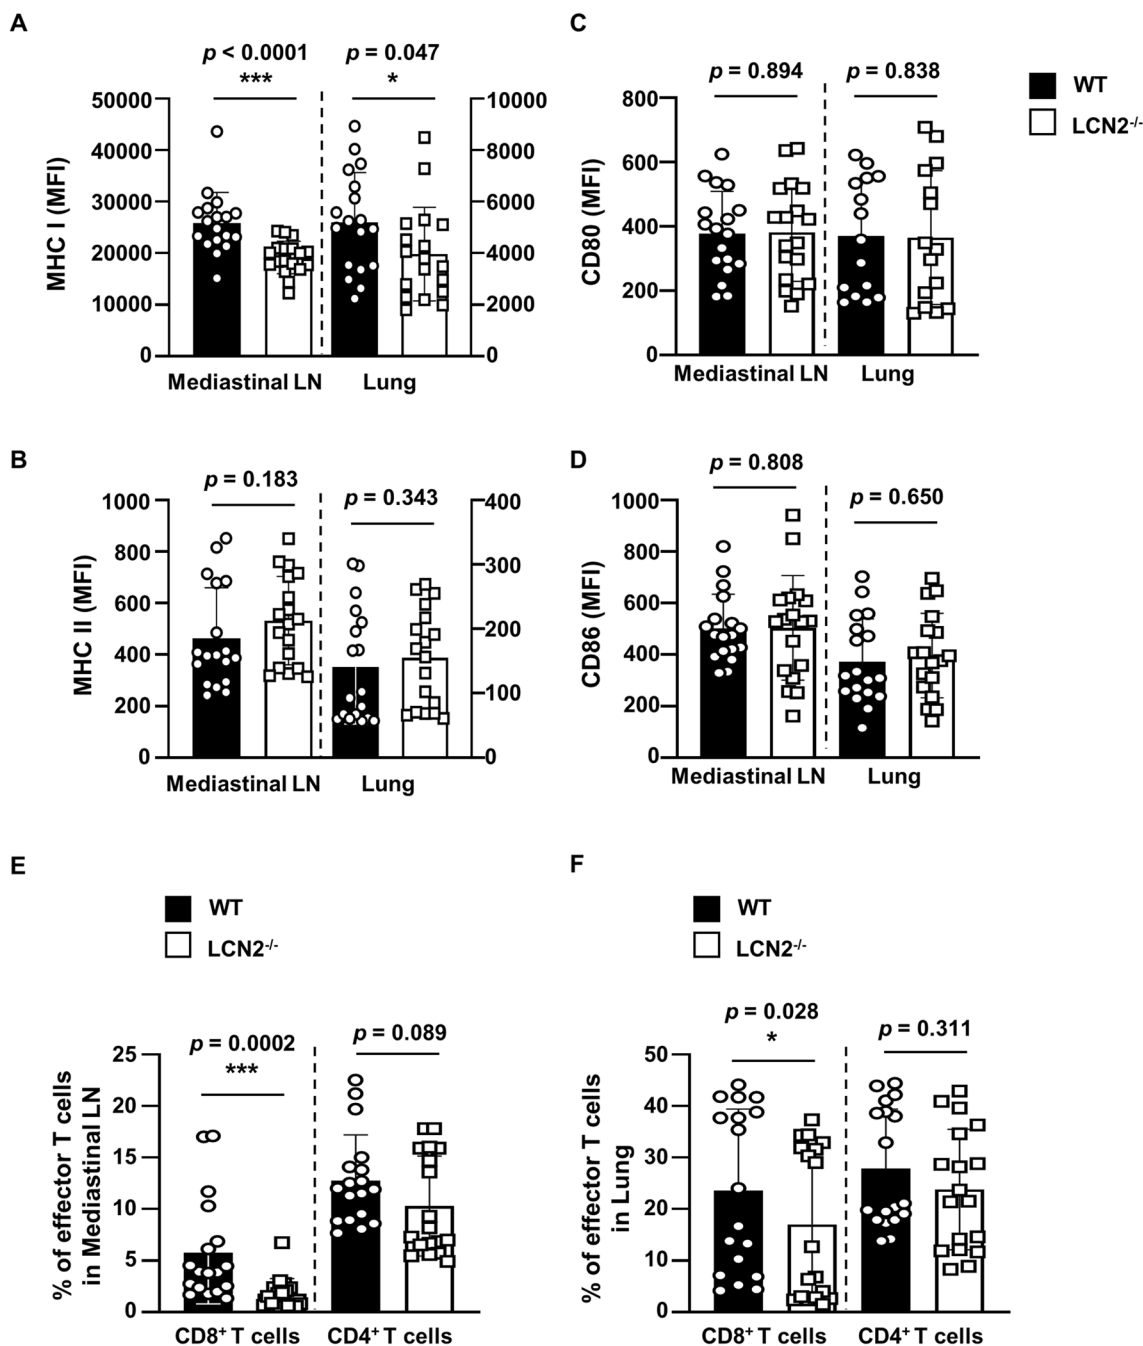 A
p < 0.0001
***
p = 0.047
*
MHC I (MFI)
50000
40000
30000
20000
10000
0
10000
8000
6000
4000
2000
0
Mediastinal LN
Lung
C
p = 0.894
p = 0.838
CD80 (MFI)
800
600
400
200
0
Mediastinal LN
Lung
WT
LCN2-/-
B
p = 0.183
p = 0.343
MHC II (MFI)
1000
800
600
400
200
0
400
300
200
100
0
Mediastinal LN
Lung
D
p = 0.808
p = 0.650
CD86 (MFI)
1000
800
600
400
200
0
Mediastinal LN
Lung
E
WT
LCN2-/-
p = 0.0002
***
p = 0.089
% of effector T cells
in Mediastinal LN
25
20
15
10
5
0
CD8+ T cells
CD4+ T cells
F
WT
LCN2-/-
p = 0.028
*
p = 0.311
% of effector T cells
in Lung
50
40
30
20
10
0
CD8+ T cells
CD4+ T cells